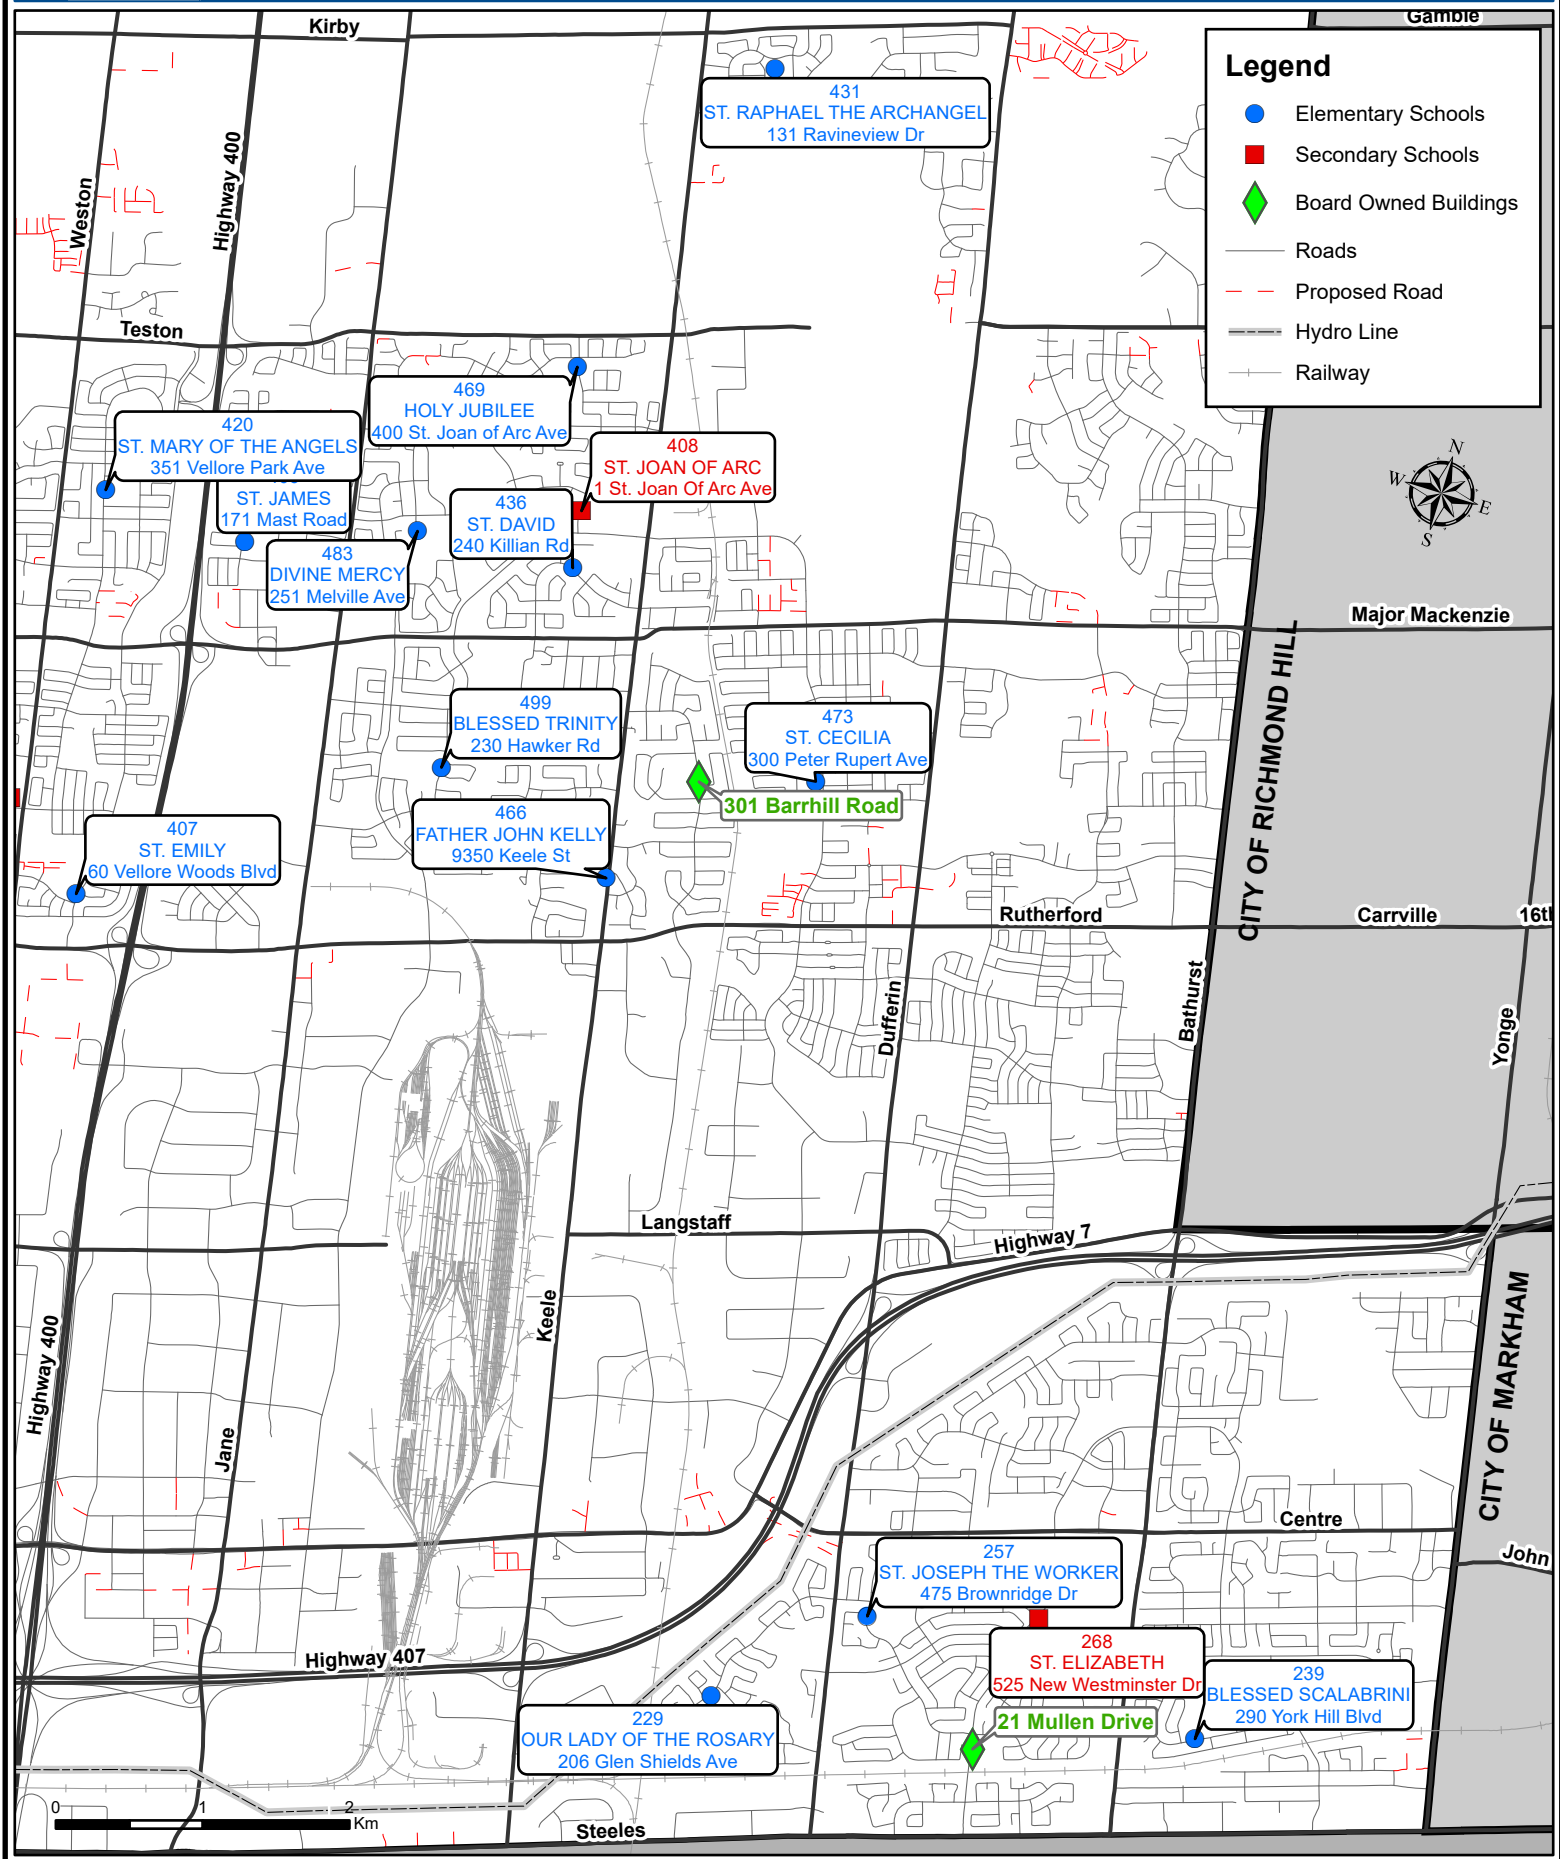 Kirby
Gamble
Legend
Elementary Schools
Secondary Schools
Board Owned Buildings
Roads
Proposed Road
Hydro Line
Railway
431
ST. RAPHAEL THE ARCHANGEL
131 Ravineview Dr
Weston
Highway 400
Teston
469
HOLY JUBILEE
400 St. Joan of Arc Ave
420
ST. MARY OF THE ANGELS
351 Vellore Park Ave
408
ST. JOAN OF ARC
1 St. Joan Of Arc Ave
ST. JAMES
171 Mast Road
436
ST. DAVID
240 Killian Rd
483
DIVINE MERCY
251 Melville Ave
N
W
E
S
Major Mackenzie
CITY OF RICHMOND HILL
499
BLESSED TRINITY
230 Hawker Rd
473
ST. CECILIA
300 Peter Rupert Ave
301 Barrhill Road
466
FATHER JOHN KELLY
9350 Keele St
407
ST. EMILY
60 Vellore Woods Blvd
Rutherford
Carrville
16th
Dufferin
Bathurst
Yonge
Langstaff
Highway 7
Keele
Highway 400
Jane
CITY OF MARKHAM
Centre
John
257
ST. JOSEPH THE WORKER
475 Brownridge Dr
268
ST. ELIZABETH
525 New Westminster Dr
Highway 407
239
BLESSED SCALABRINI
290 York Hill Blvd
229
OUR LADY OF THE ROSARY
206 Glen Shields Ave
21 Mullen Drive
0 1 2
Km
Steeles